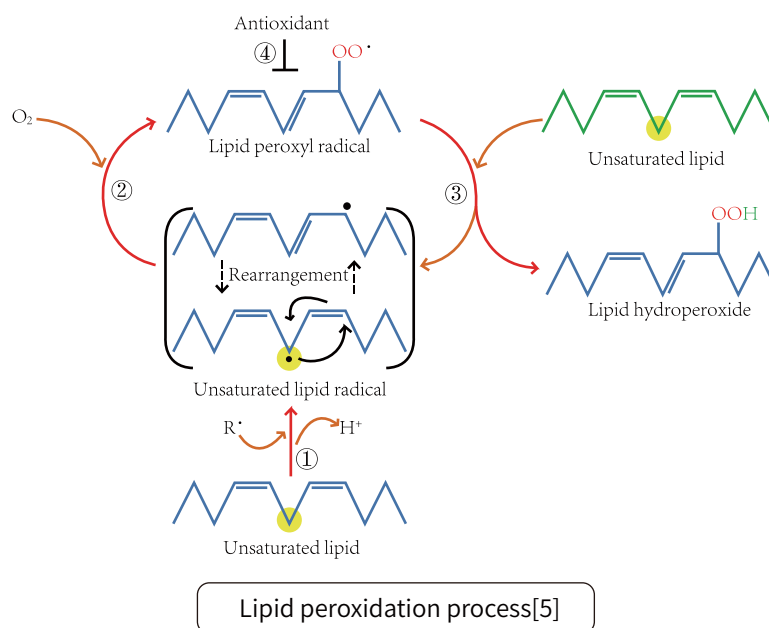 Antioxidant
④
OO•
O₂
Lipid peroxyl radical
Unsaturated lipid
②
③
OOH
Rearrangement
Lipid hydroperoxide
Unsaturated lipid radical
R•
H⁺
①
Unsaturated lipid
Lipid peroxidation process[5]